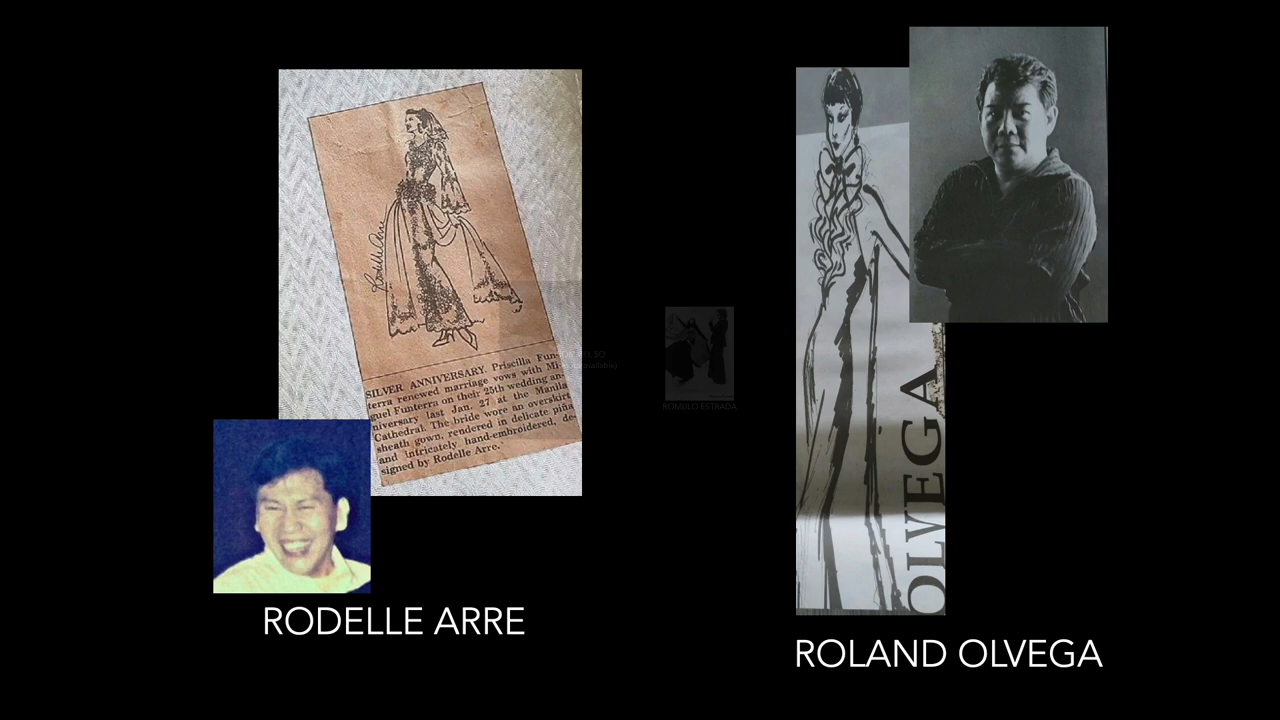 Rodelle Arre
SILVER ANNIVERSARY. Priscilla Fun-
terra renewed marriage vows with Mi-
guel Funterra on their 25th wedding an-
niversary last Jan. 27 at the Manila
Cathedral. The bride wore an overskirt
sheath gown, rendered in delicate piña
and intricately hand-embroidered, de-
signed by Rodelle Arre.
RODELLE ARRE
ROMULO ESTRADA
OLVEGA
ROLAND OLVEGA